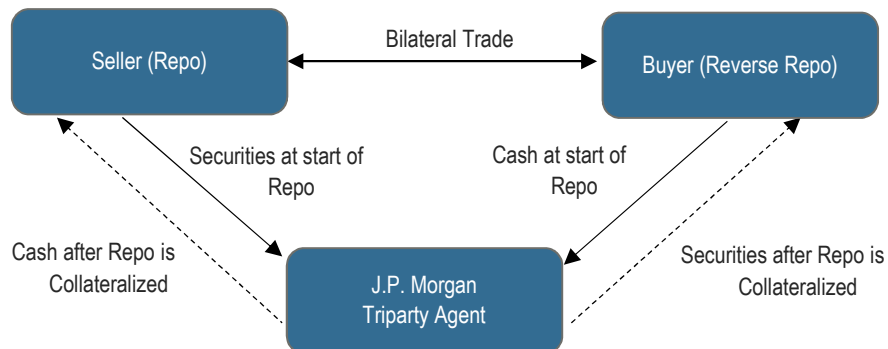 Bilateral Trade
Seller (Repo)
Buyer (Reverse Repo)
Securities at start of
Repo
Cash at start of
Repo
Cash after Repo is
Collateralized
Securities after Repo is
Collateralized
J.P. Morgan
Triparty Agent